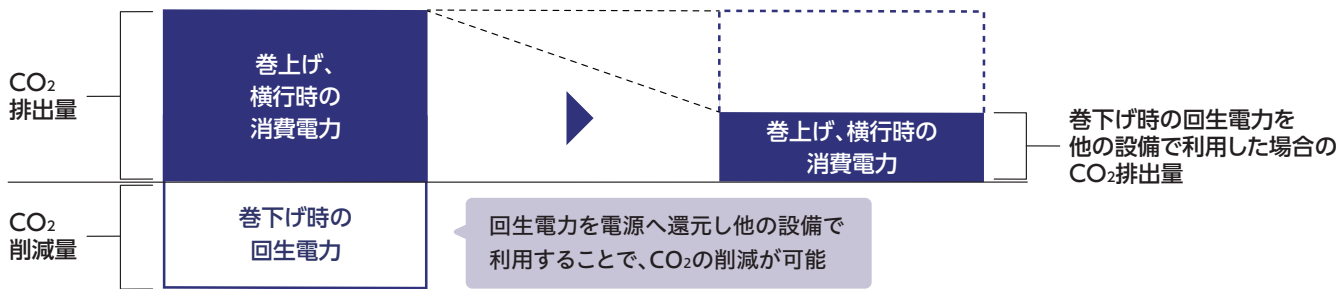 CO2
排出量
巻上げ、
横行時の
消費電力
巻上げ、横行時の
消費電力
巻下げ時の回生電力を
他の設備で利用した場合の
CO2排出量
CO2
削減量
巻下げ時の
回生電力
回生電力を電源へ還元し他の設備で
利用することで、CO2の削減が可能